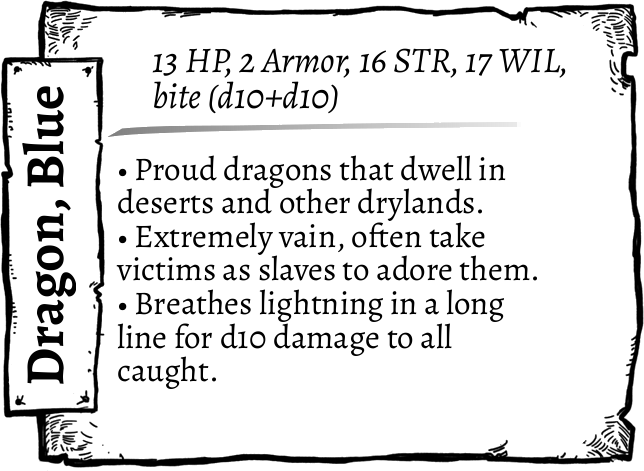 Dragon, Blue
13 HP, 2 Armor, 16 STR, 17 WIL,
bite (d10+d10)
• Proud dragons that dwell in
deserts and other drylands.
• Extremely vain, often take
victims as slaves to adore them.
• Breathes lightning in a long
line for d10 damage to all
caught.